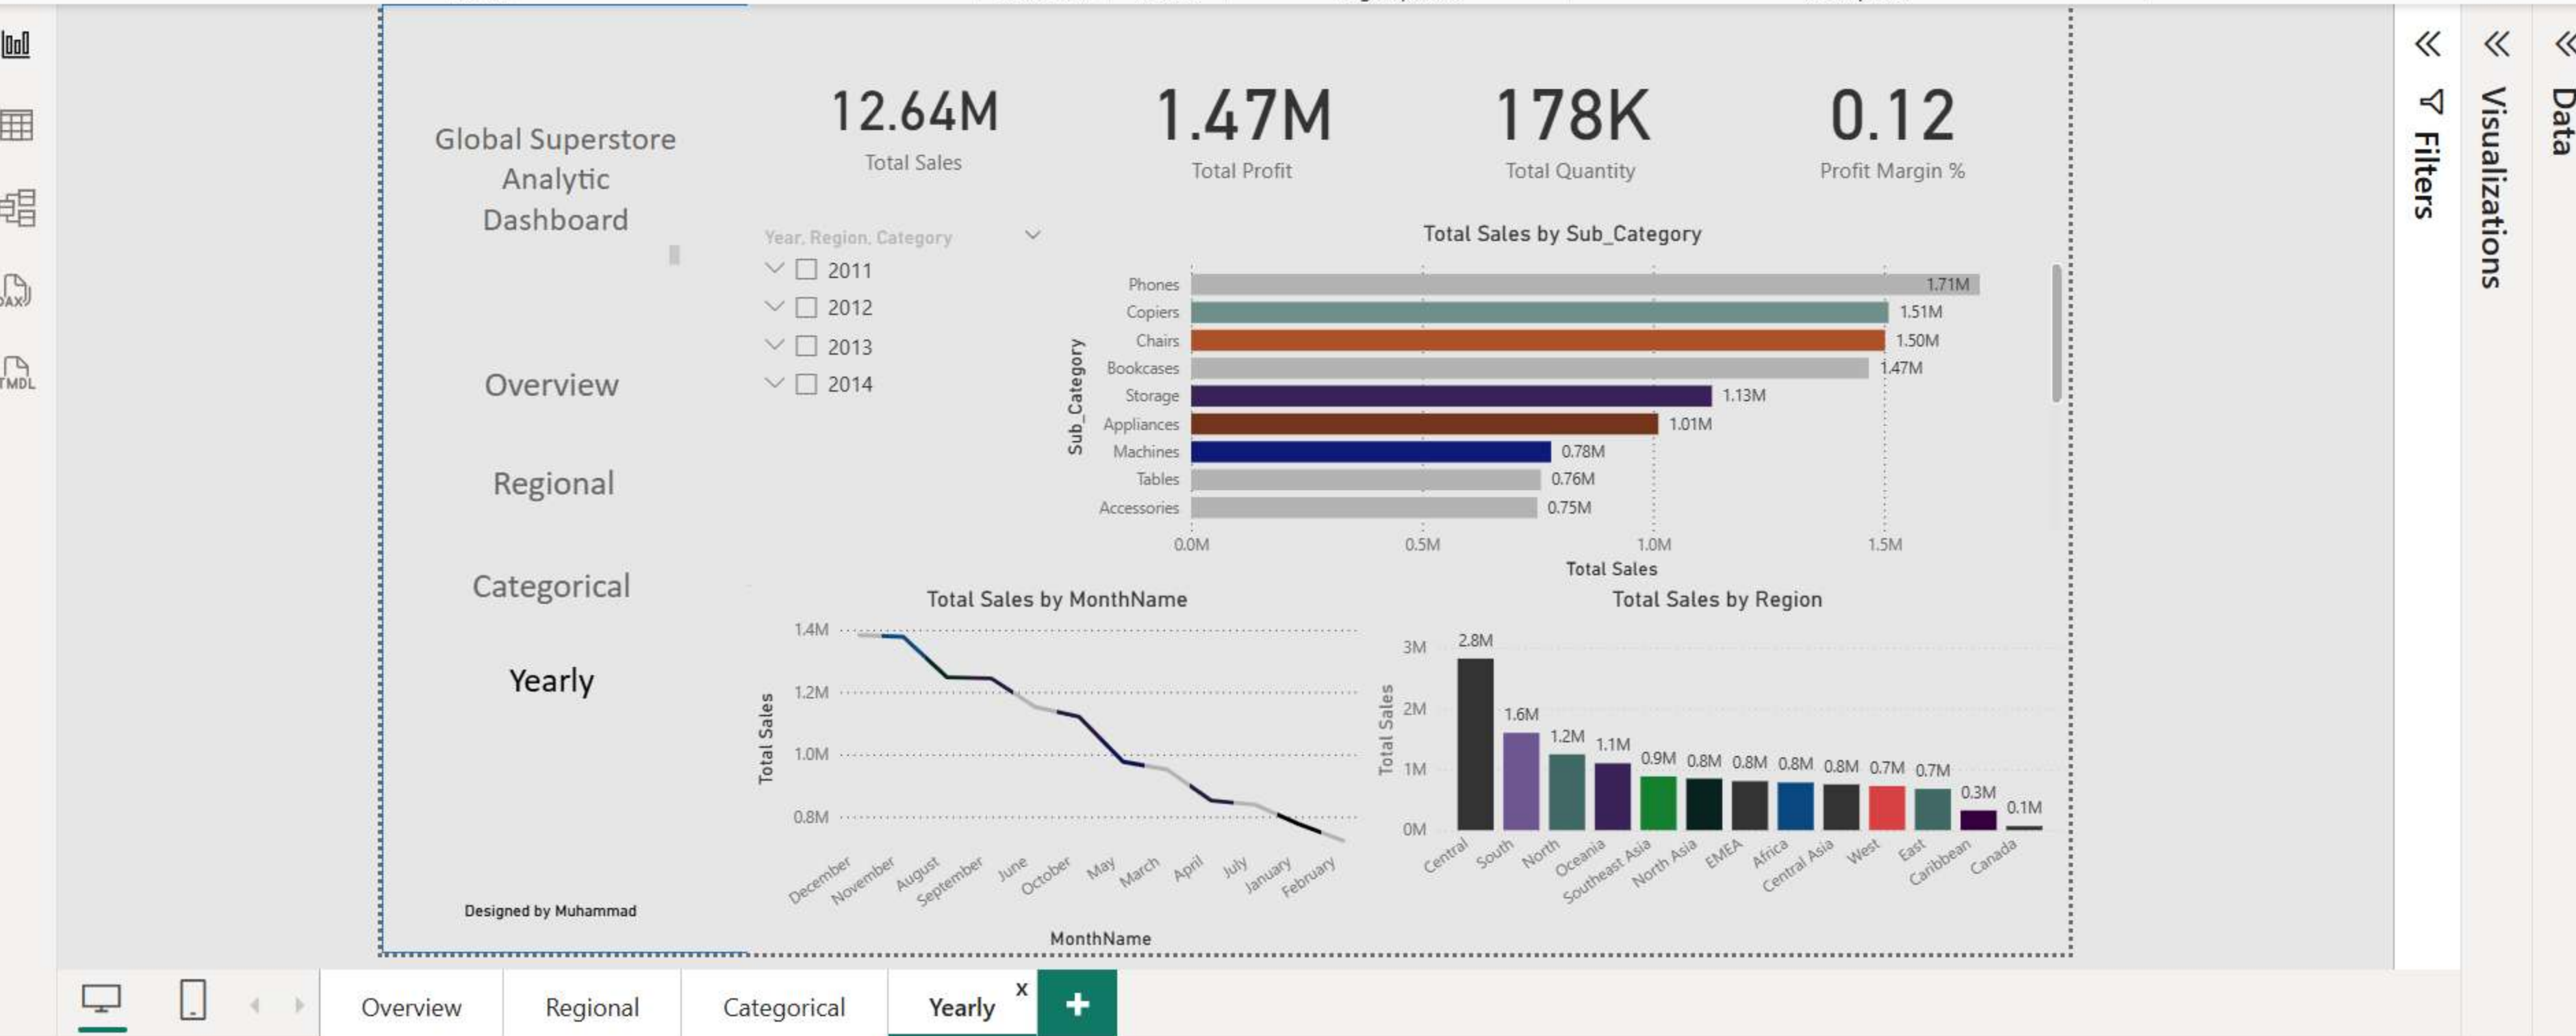 Global Superstore
Analytic
Dashboard
Overview
Regional
Categorical
Yearly
Designed by Muhammad
12.64M
Total Sales
1.47M
Total Profit
178K
Total Quantity
0.12
Profit Margin %
Year, Region, Category
2011
2012
2013
2014
Total Sales by Sub_Category
Sub_Category
Phones 1.71M
Copiers 1.51M
Chairs 1.50M
Bookcases 1.47M
Storage 1.13M
Appliances 1.01M
Machines 0.78M
Tables 0.76M
Accessories 0.75M
0.0M 0.5M 1.0M 1.5M
Total Sales
Total Sales by MonthName
Total Sales
1.4M
1.2M
1.0M
0.8M
December November August September June October May March April July January February
MonthName
Total Sales by Region
Total Sales
3M
2M
1M
0M
2.8M 1.6M 1.2M 1.1M 0.9M 0.8M 0.8M 0.8M 0.8M 0.7M 0.7M 0.3M 0.1M
Central South North Oceania Southeast Asia North Asia EMEA Africa Central Asia West East Caribbean Canada
Filters
Visualizations
Data
DAX
TMDL
Overview Regional Categorical Yearly x +